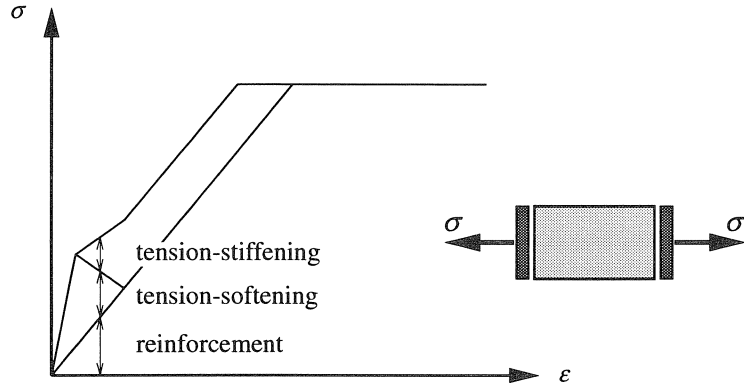 σ
tension-stiffening
tension-softening
reinforcement
σ
σ
ε